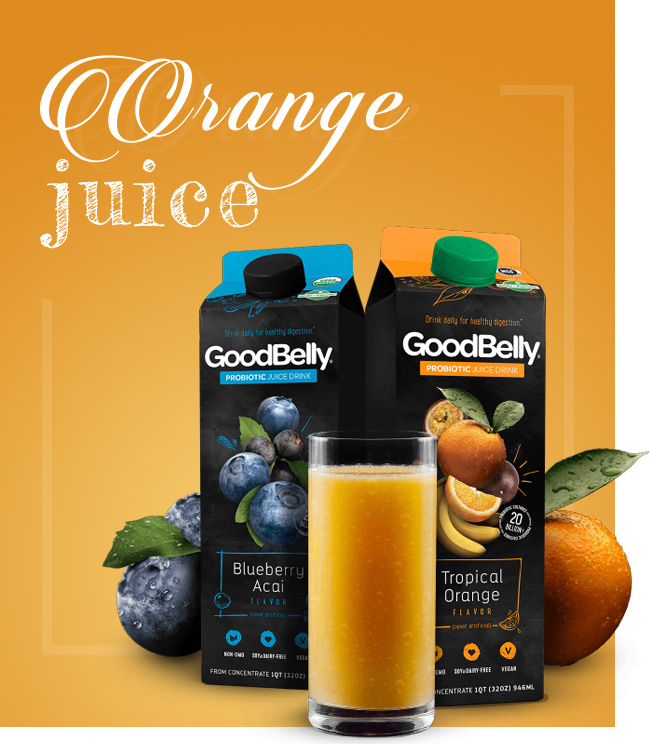 Orange
juice
Drink daily for healthy digestion.*
GoodBelly
PROBIOTIC JUICE DRINK
Blueberry
Acai
FLAVOR
NON-GMO SOY&DAIRY-FREE
FROM CONCENTRATE 1QT (32OZ)
Drink daily for healthy digestion.*
GoodBelly
PROBIOTIC JUICE DRINK
20
BILLION
Tropical
Orange
FLAVOR
(never artificial)
SOY&DAIRY-FREE VEGAN
1QT (32OZ) 946ML